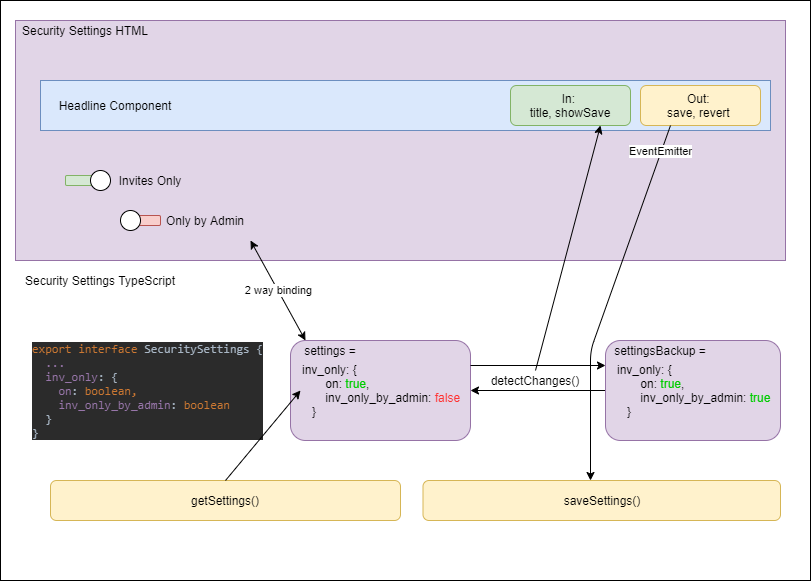 Security Settings HTML
Headline Component
In:
title, showSave
Out:
save, revert
EventEmitter
Invites Only
Only by Admin
Security Settings TypeScript
2 way binding
export interface SecuritySettings {
...
inv_only: {
on: boolean,
inv_only_by_admin: boolean
}
}
settings =
inv_only: {
on: true,
inv_only_by_admin: false
}
detectChanges()
settingsBackup =
inv_only: {
on: true,
inv_only_by_admin: true
}
getSettings()
saveSettings()